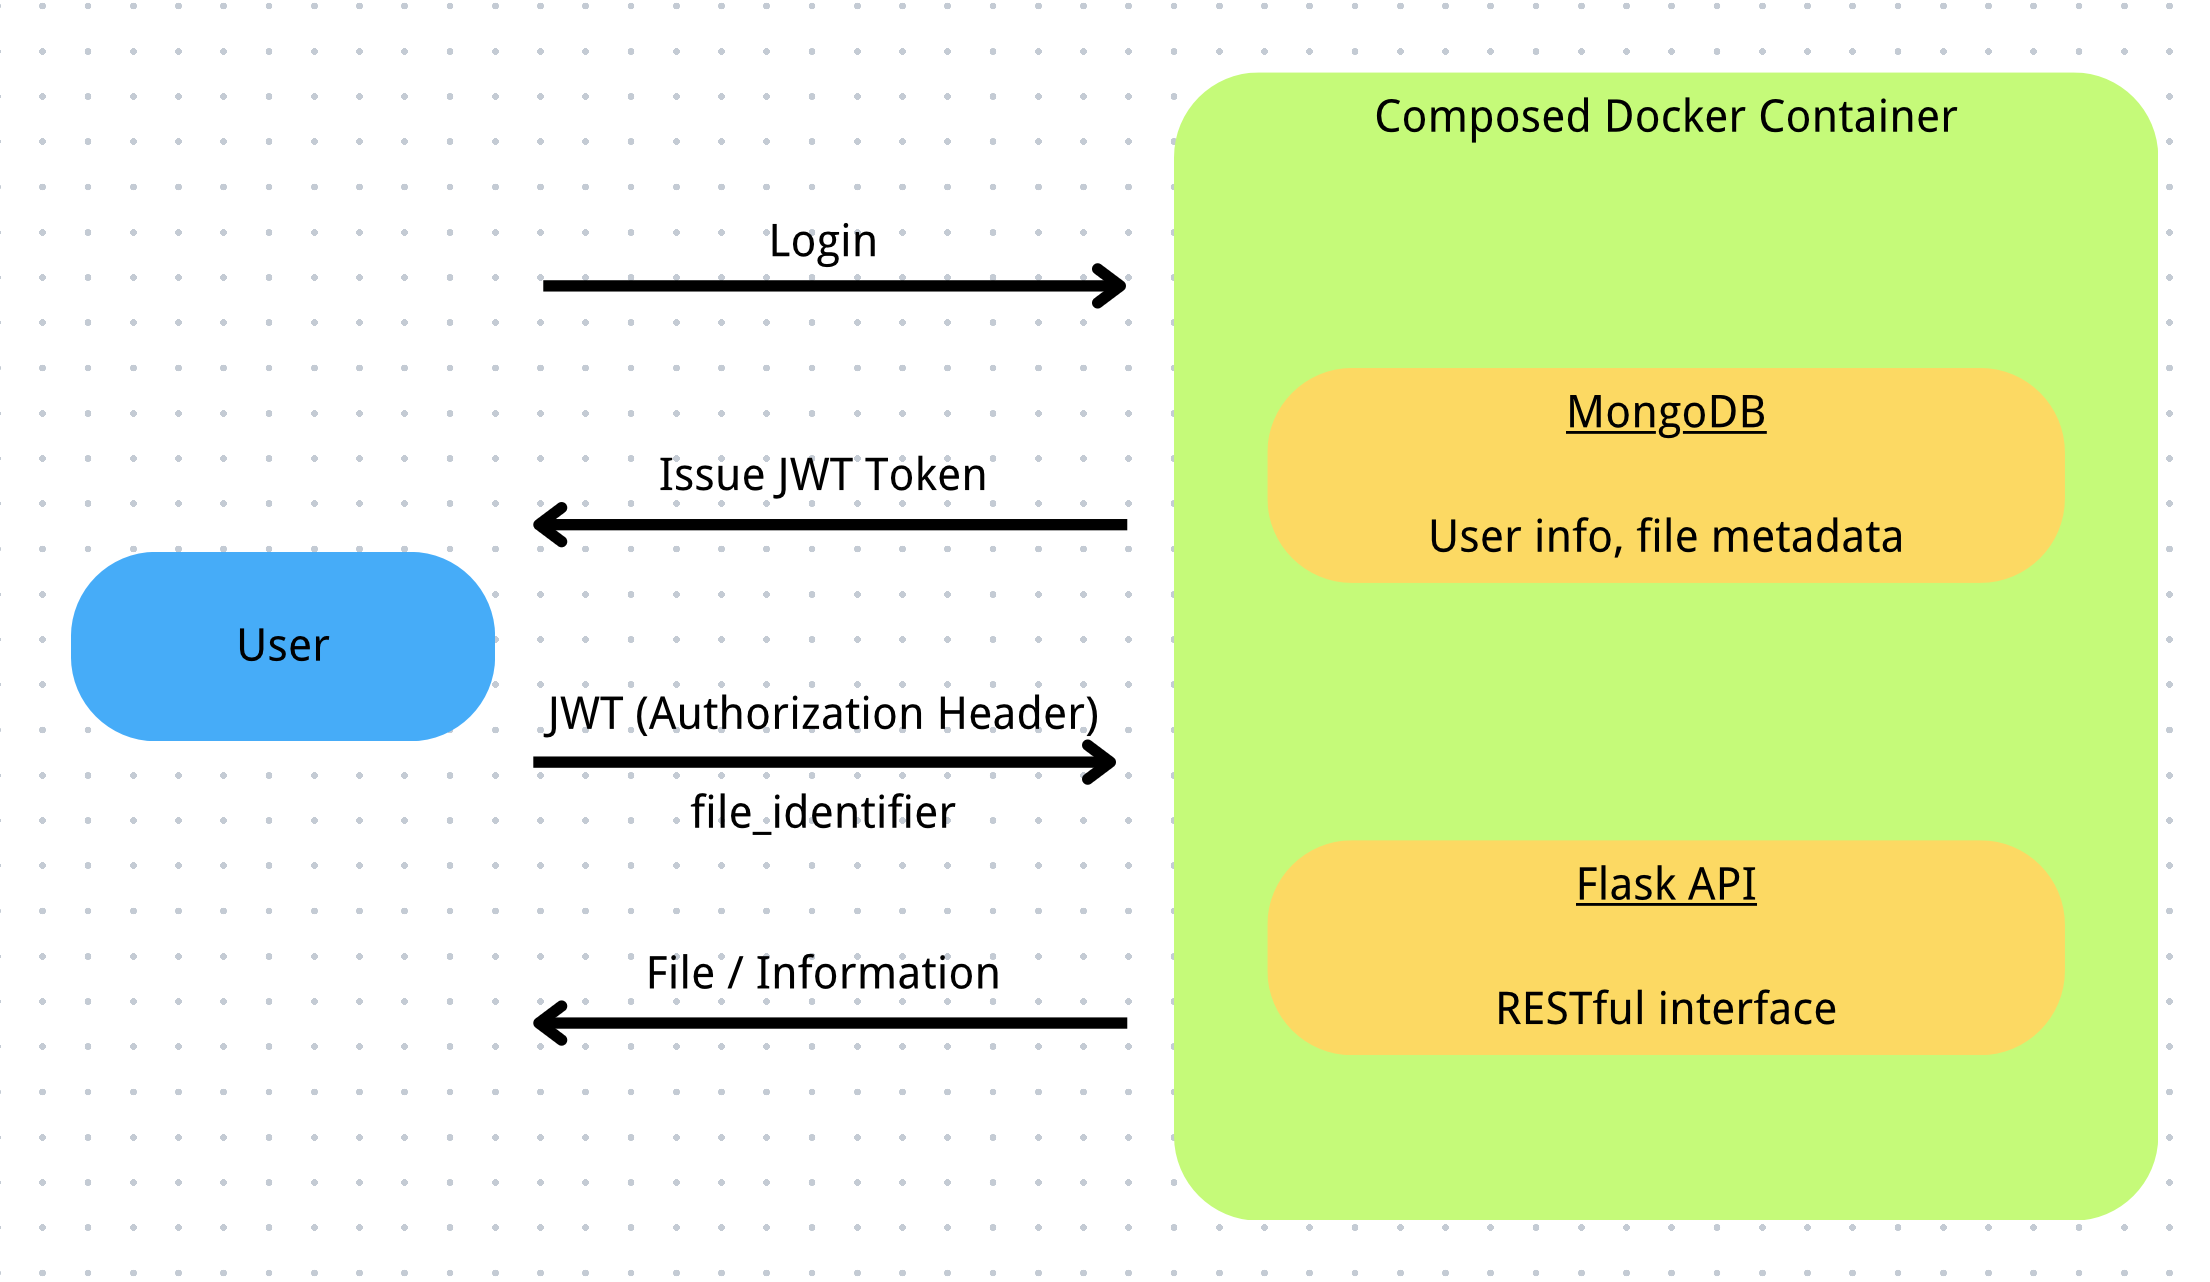 Composed Docker Container
Login
MongoDB
Issue JWT Token
User info, file metadata
User
JWT (Authorization Header)
file_identifier
Flask API
File / Information
RESTful interface